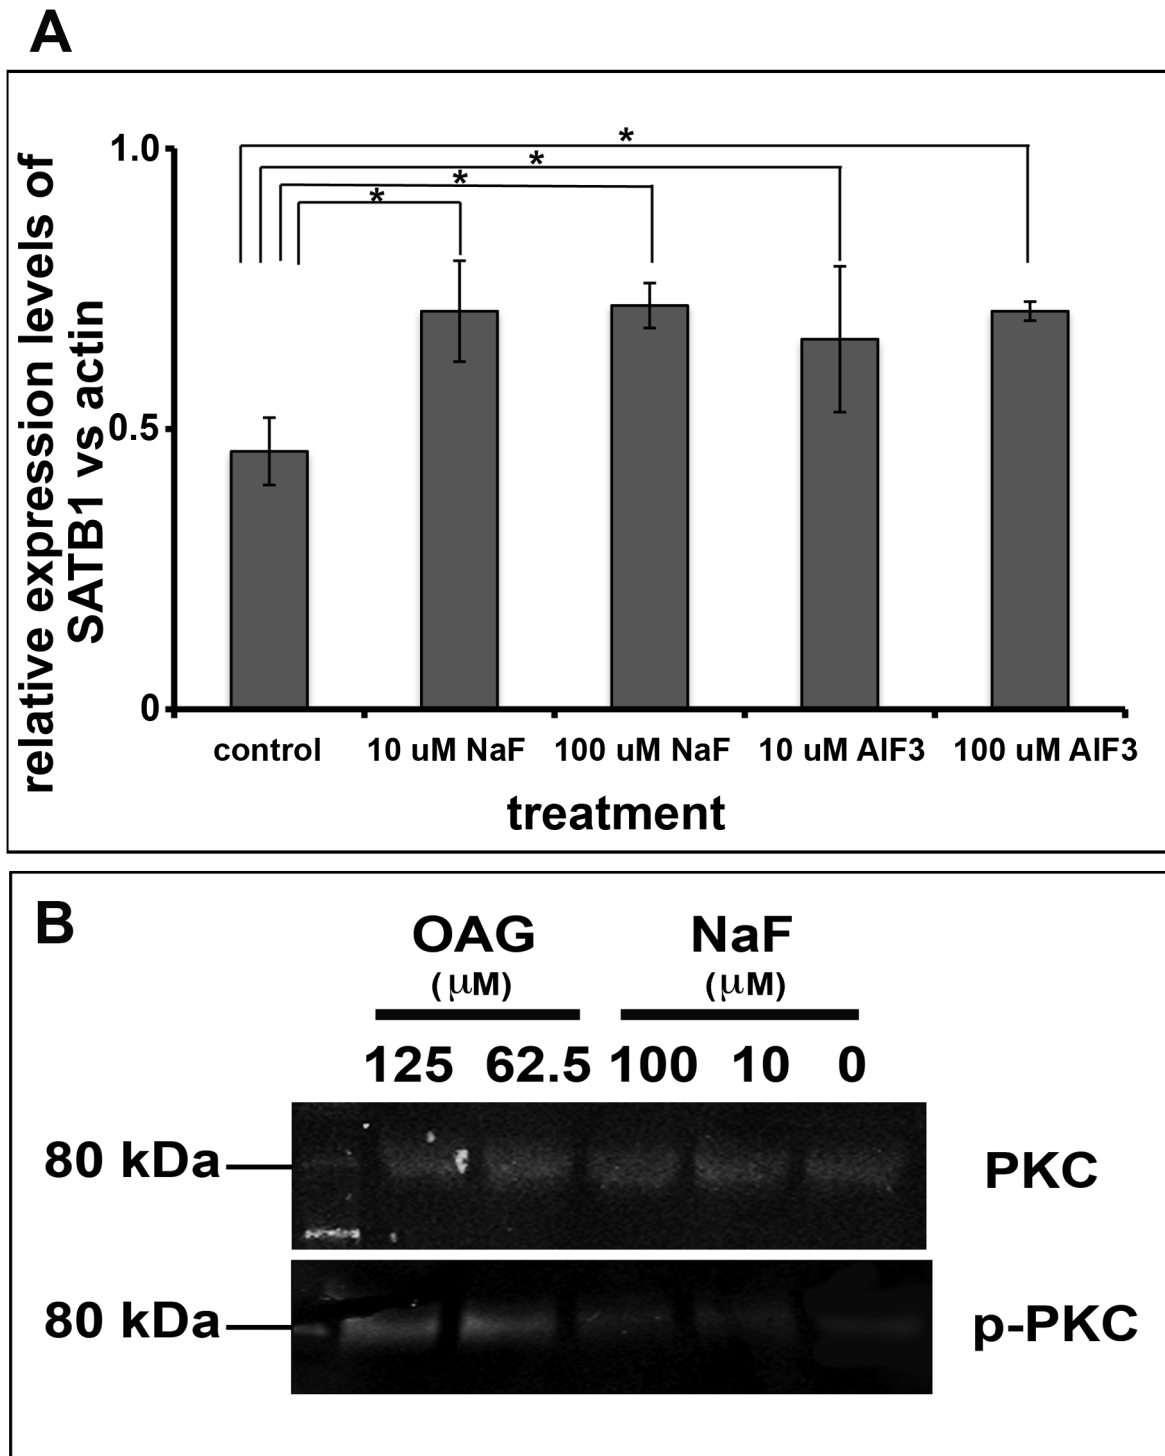 A
relative expression levels of
SATB1 vs actin
1.0
0.5
0
*
*
*
*
control 10 uM NaF 100 uM NaF 10 uM AlF3 100 uM AlF3
treatment
B
OAG NaF
(μM) (μM)
125 62.5 100 10 0
80 kDa PKC
80 kDa p-PKC